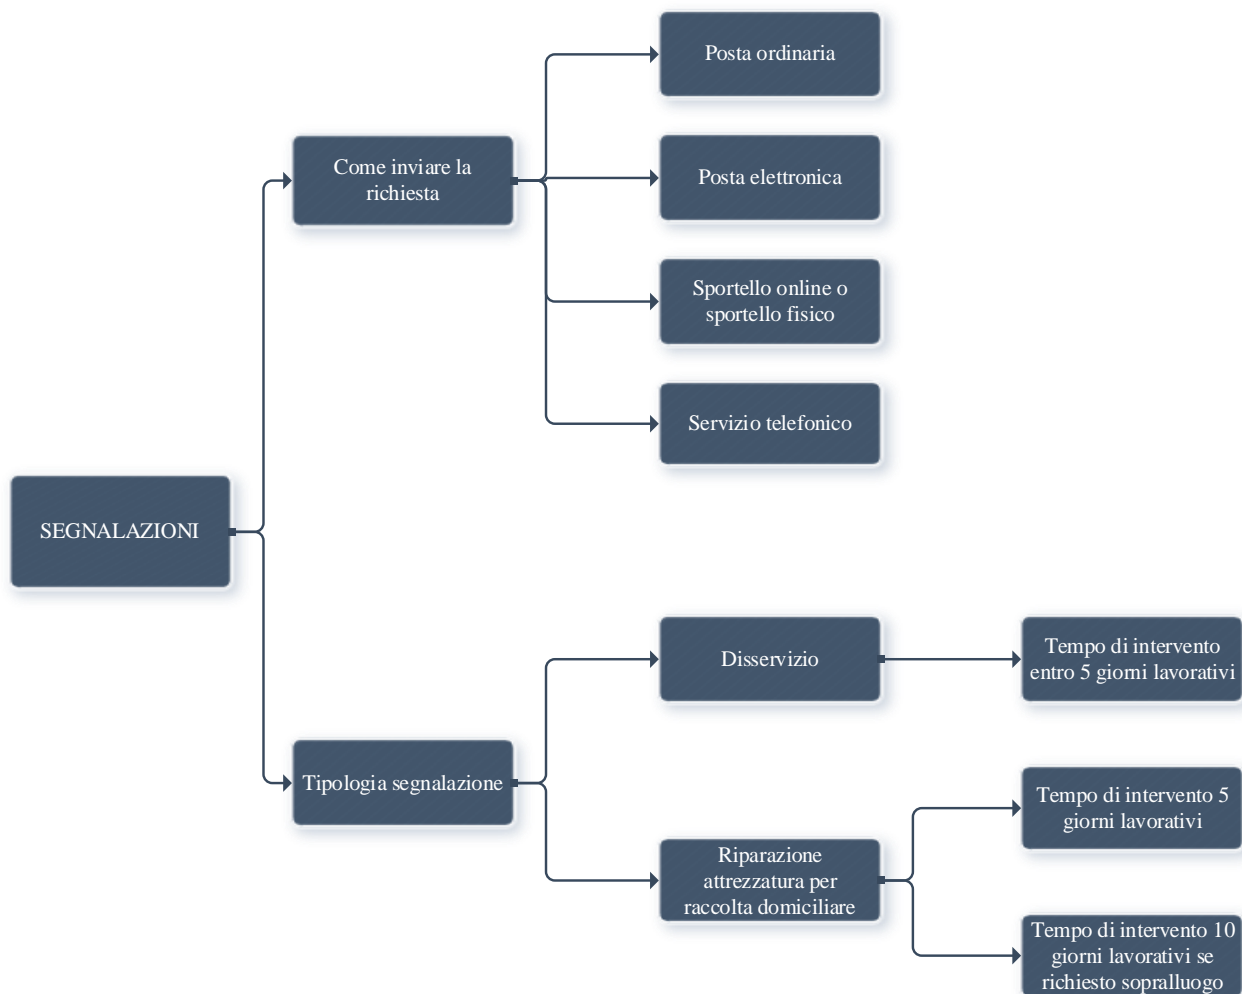 Posta ordinaria
Come inviare la
richiesta
Posta elettronica
Sportello online o
sportello fisico
Servizio telefonico
SEGNALAZIONI
Disservizio
Tempo di intervento
entro 5 giorni lavorativi
Tipologia segnalazione
Tempo di intervento 5
giorni lavorativi
Riparazione
attrezzatura per
raccolta domiciliare
Tempo di intervento 10
giorni lavorativi se
richiesto sopralluogo